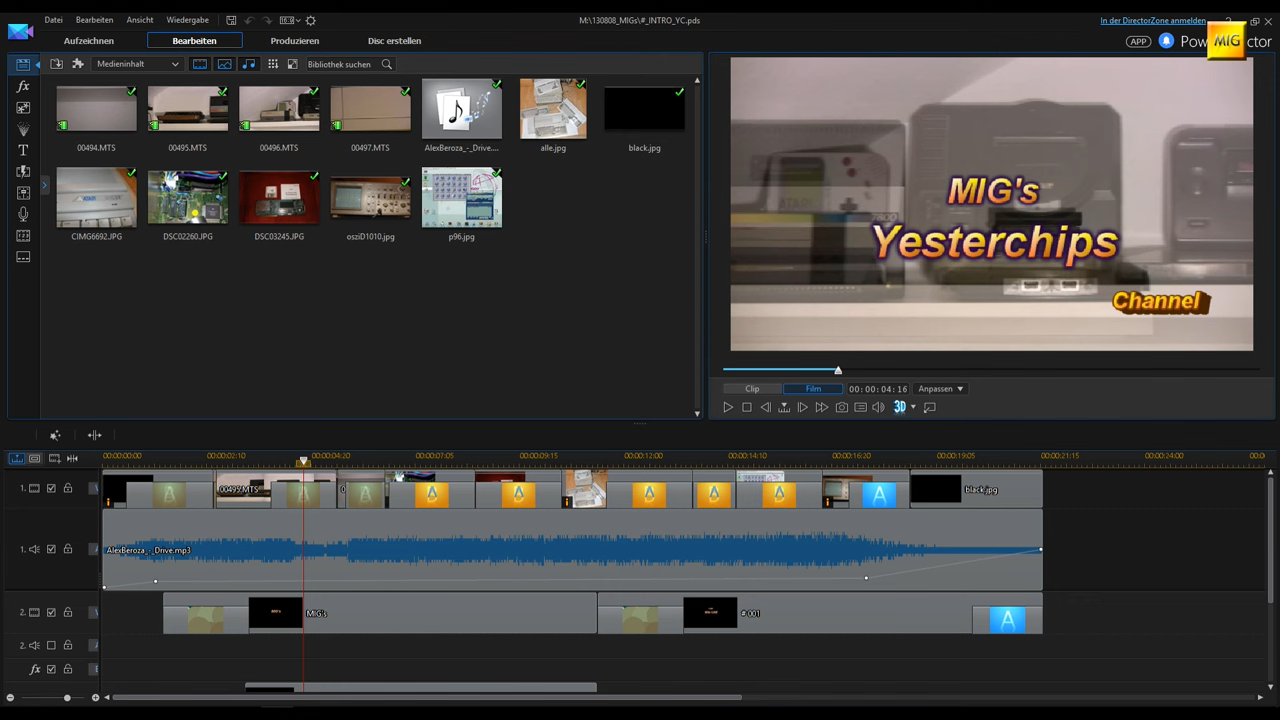 Datei Bearbeiten Ansicht Wiedergabe
M:\130808_MIGs\#_INTRO_YC.pds
In der DirectorZone anmelden
? 
Aufzeichnen Bearbeiten Produzieren Disc erstellen
APP
MIG
Medieninhalt
Bibliothek suchen
00494.MTS 00495.MTS 00496.MTS 00497.MTS AlexBeroza_-_Drive.... alle.jpg black.jpg
CIMG6692.JPG DSC02260.JPG DSC03245.JPG osziD1010.jpg p96.jpg
MIG's
Yesterchips
Channel
7800
Clip Film 00:00:04:16 Anpassen
3D
00:00:00:00 00:00:02:10 00:00:04:20 00:00:07:05 00:00:09:15 00:00:12:00 00:00:14:10 00:00:16:20 00:00:19:05 00:00:21:15 00:00:24:00
1. 00495.MTS black.jpg
1. AlexBeroza_-_Drive.mp3
2. MIG's # 001
2.
fx